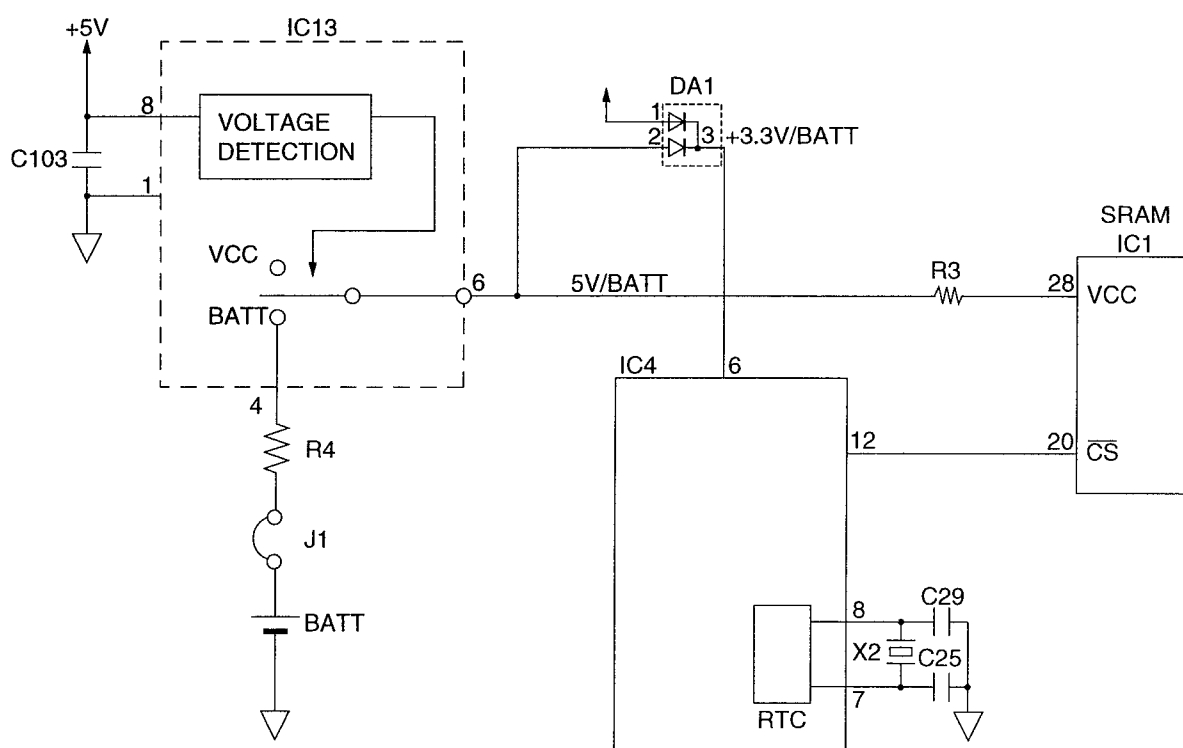 +5V
IC13
8
VOLTAGE
DETECTION
C103
1
DA1
1
2
3
+3.3V/BATT
VCC
BATT
6
5V/BATT
R3
SRAM
IC1
28
VCC
4
R4
J1
BATT
IC4
6
12
20
CS
8
C29
X2
C25
7
RTC